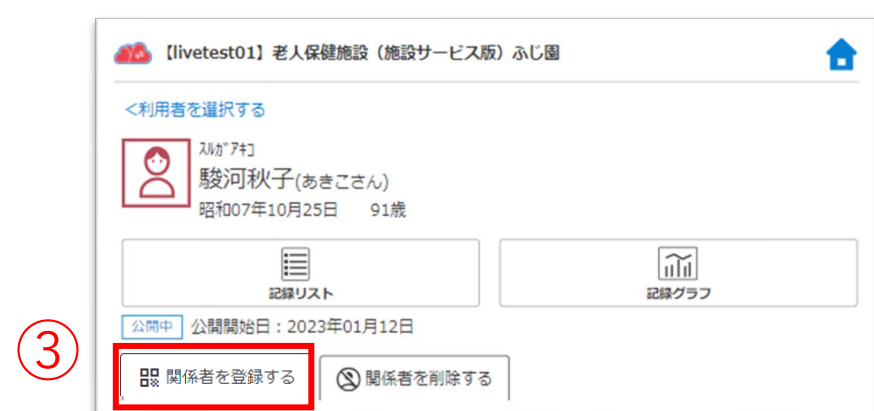 【livetest01】老人保健施設（施設サービス版）ふじ園
＜利用者を選択する
ｽﾙｶﾞｱｷｺ
駿河秋子(あきこさん)
昭和07年10月25日　91歳
記録リスト
記録グラフ
公開中 公開開始日：2023年01月12日
③
関係者を登録する
関係者を削除する